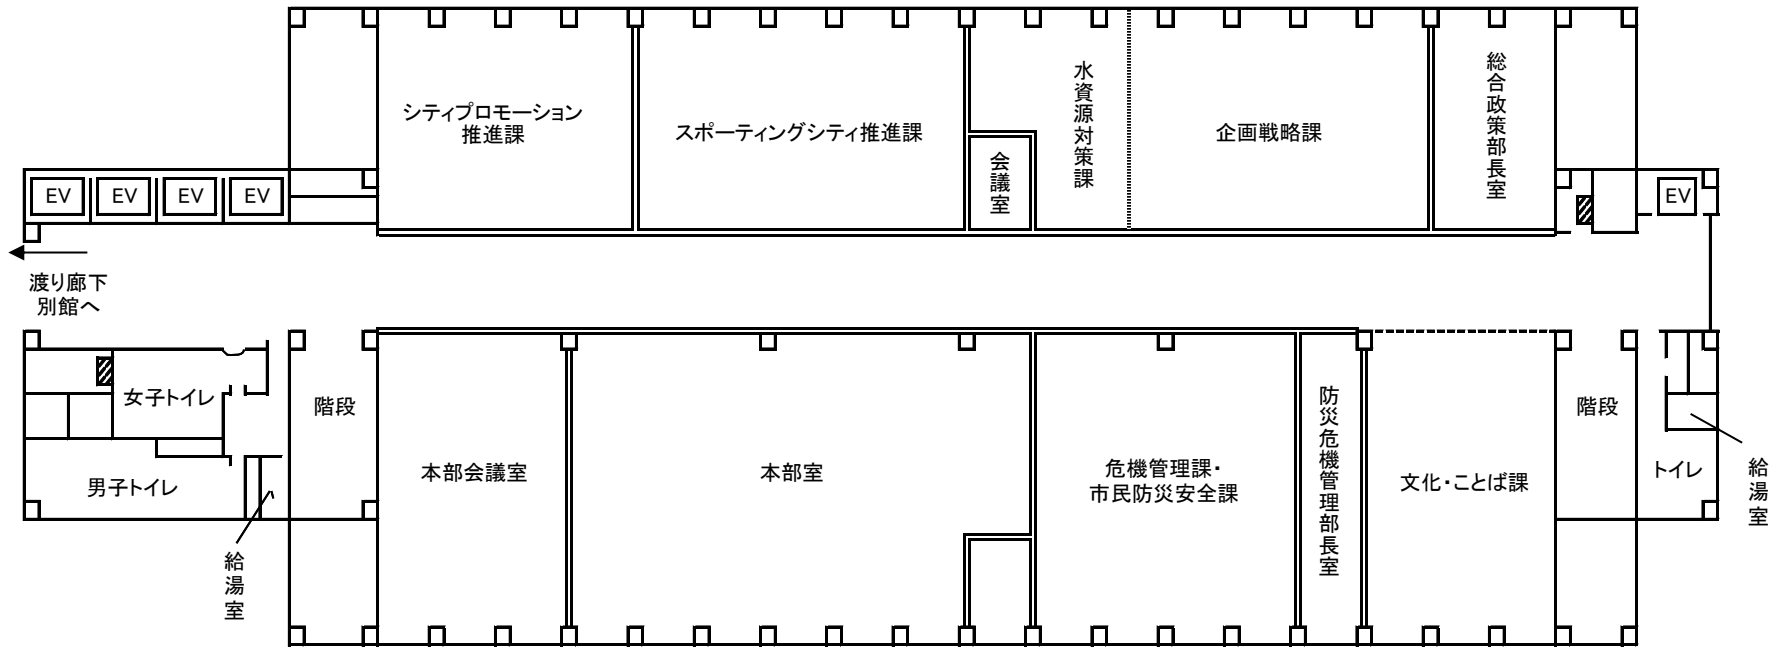 シティプロモーション
推進課
スポーティングシティ推進課
会議室
水資源対策課
企画戦略課
総合政策部長室
EV
EV
EV
EV
EV
渡り廊下
別館へ
女子トイレ
男子トイレ
給湯室
階段
本部会議室
本部室
危機管理課・
市民防災安全課
防災危機管理部長室
文化・ことば課
階段
トイレ
給湯室